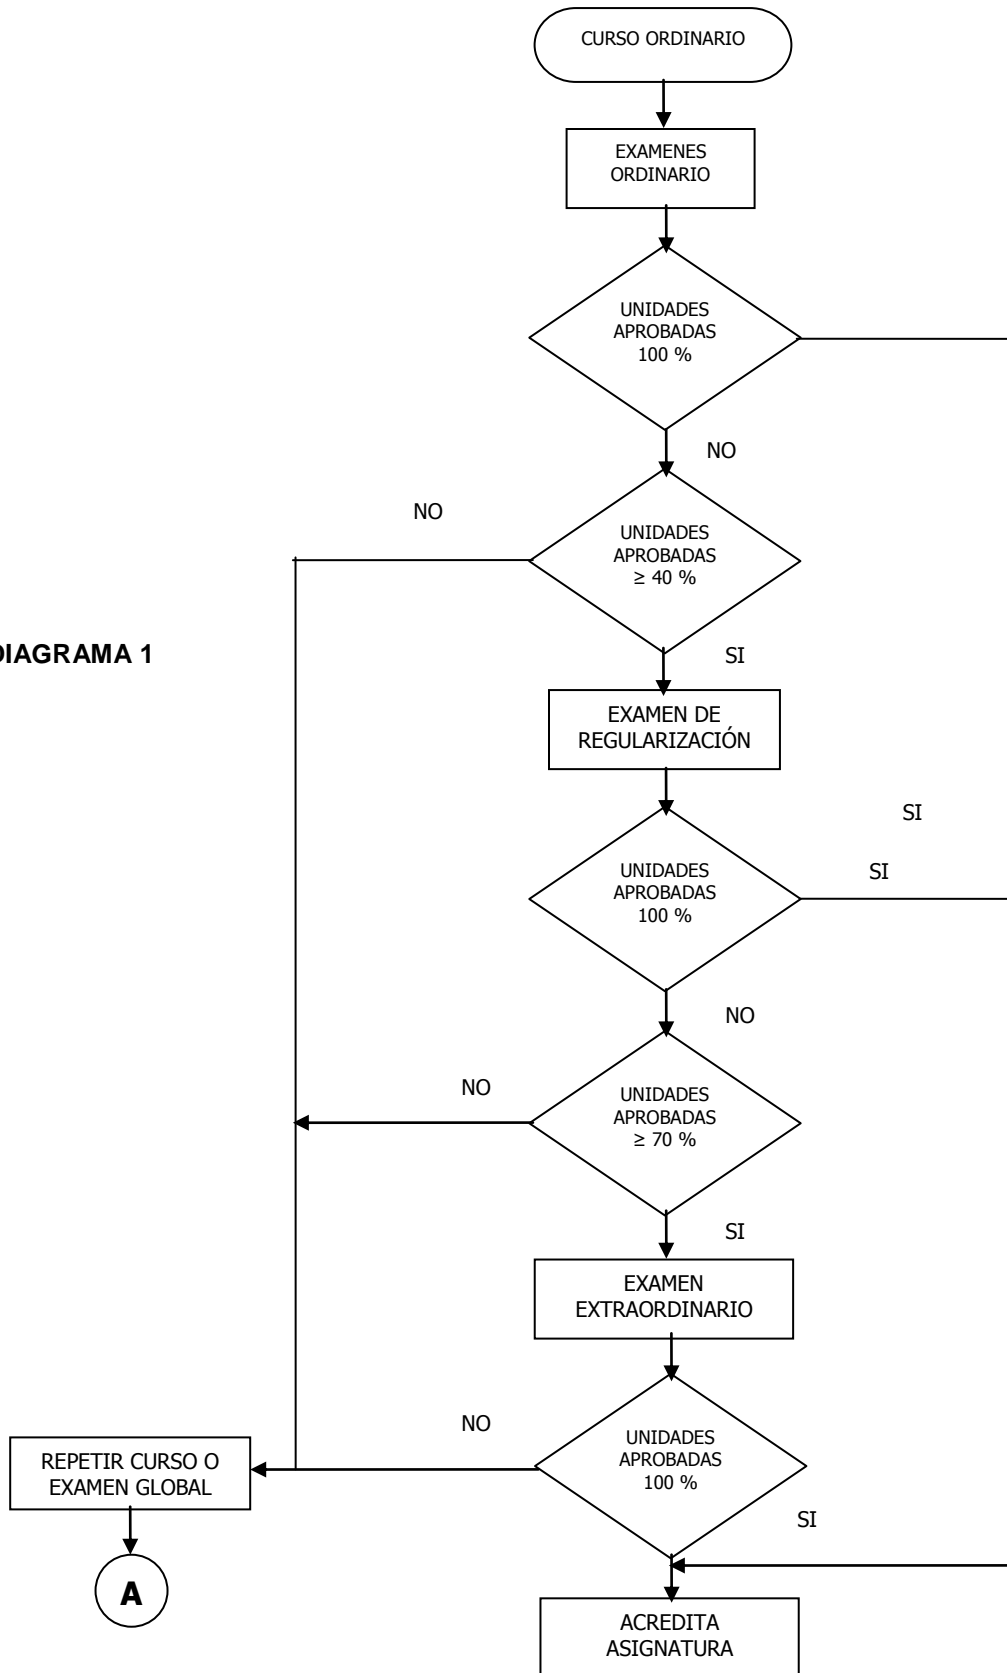 CURSO ORDINARIO
EXAMENES
ORDINARIO
UNIDADES
APROBADAS
100 %
NO
NO
UNIDADES
APROBADAS
≥ 40 %
DIAGRAMA 1
SI
EXAMEN DE
REGULARIZACIÓN
SI
UNIDADES
APROBADAS
100 %
SI
NO
NO
UNIDADES
APROBADAS
≥ 70 %
SI
EXAMEN
EXTRAORDINARIO
NO
UNIDADES
APROBADAS
100 %
REPETIR CURSO O
EXAMEN GLOBAL
SI
A
ACREDITA
ASIGNATURA